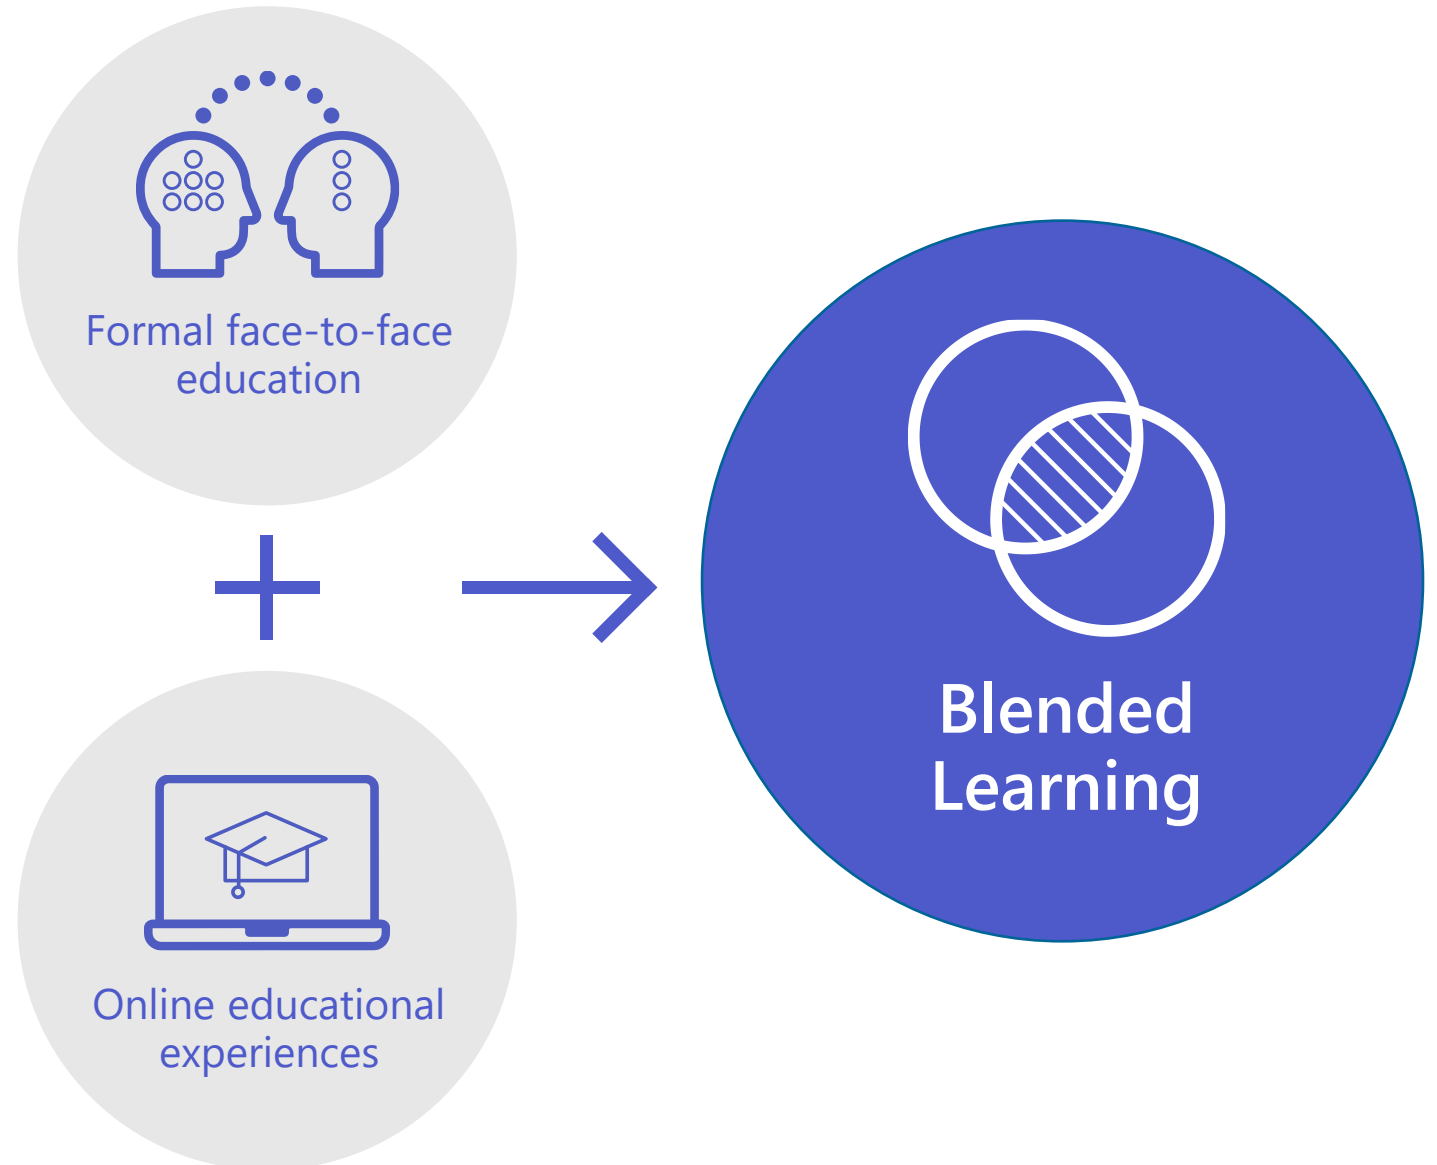 Formal face-to-face
education
Online educational
experiences
Blended
Learning